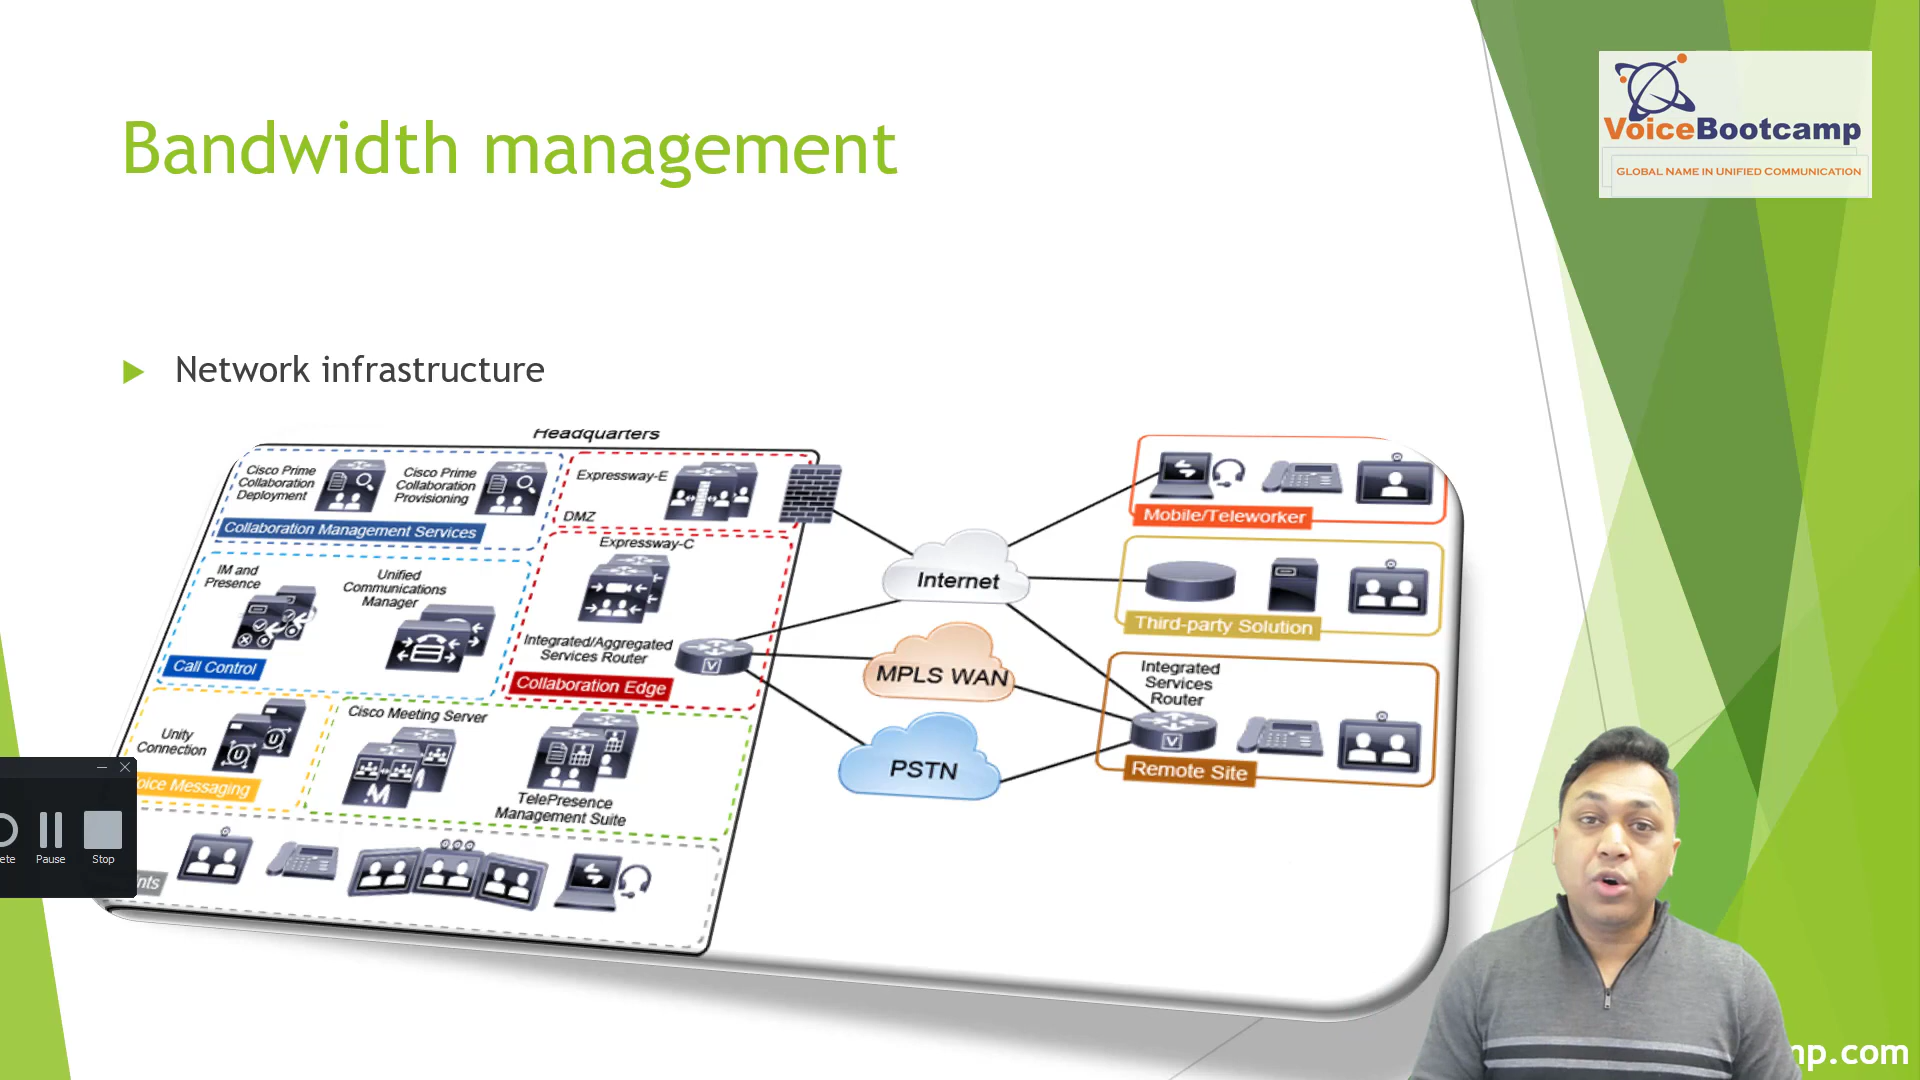 Bandwidth management
VoiceBootcamp
GLOBAL NAME IN UNIFIED COMMUNICATION
Network infrastructure
Headquarters
Cisco Prime
Collaboration
Deployment
Cisco Prime
Collaboration
Provisioning
Collaboration Management Services
Expressway-E
DMZ
Expressway-C
Integrated/Aggregated
Services Router
V
Collaboration Edge
IM and
Presence
Unified
Communications
Manager
Call Control
Unity
Connection
U
U
oice Messaging
Cisco Meeting Server
M
TelePresence
Management Suite
nts
Internet
MPLS WAN
PSTN
Mobile/Teleworker
Third-party Solution
Integrated
Services
Router
V
Remote Site
ete
Pause
Stop
mp.com